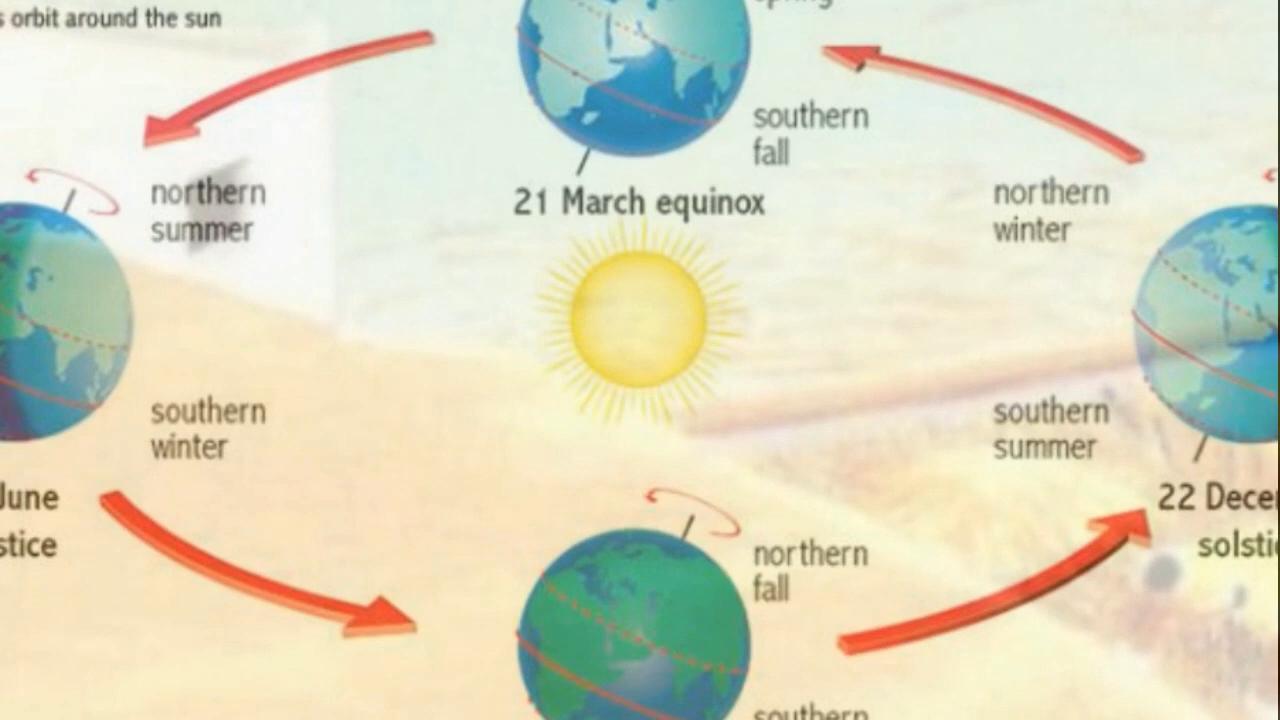 s orbit around the sun
spring
southern
fall
21 March equinox
northern
summer
northern
winter
southern
winter
southern
summer
June
stice
22 Dece
solsti
northern
fall
southern